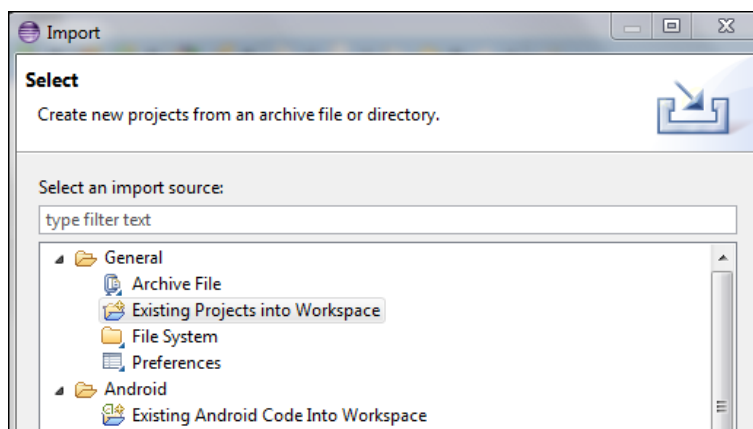 Import
Select
Create new projects from an archive file or directory.
Select an import source:
type filter text
General
Archive File
Existing Projects into Workspace
File System
Preferences
Android
Existing Android Code Into Workspace